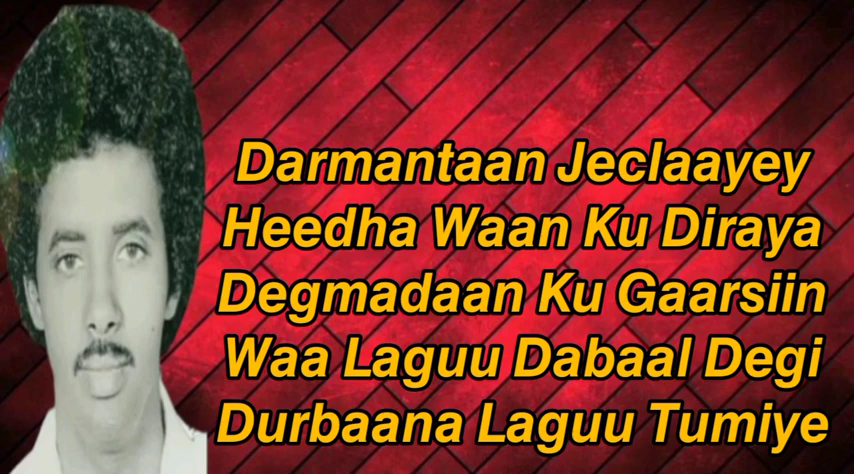 Darmantaan Jeclaayey
Heedha Waan Ku Diraya
Degmadaan Ku Gaarsiin
Waa Laguu Dabaal Degi
Durbaana Laguu Tumiye